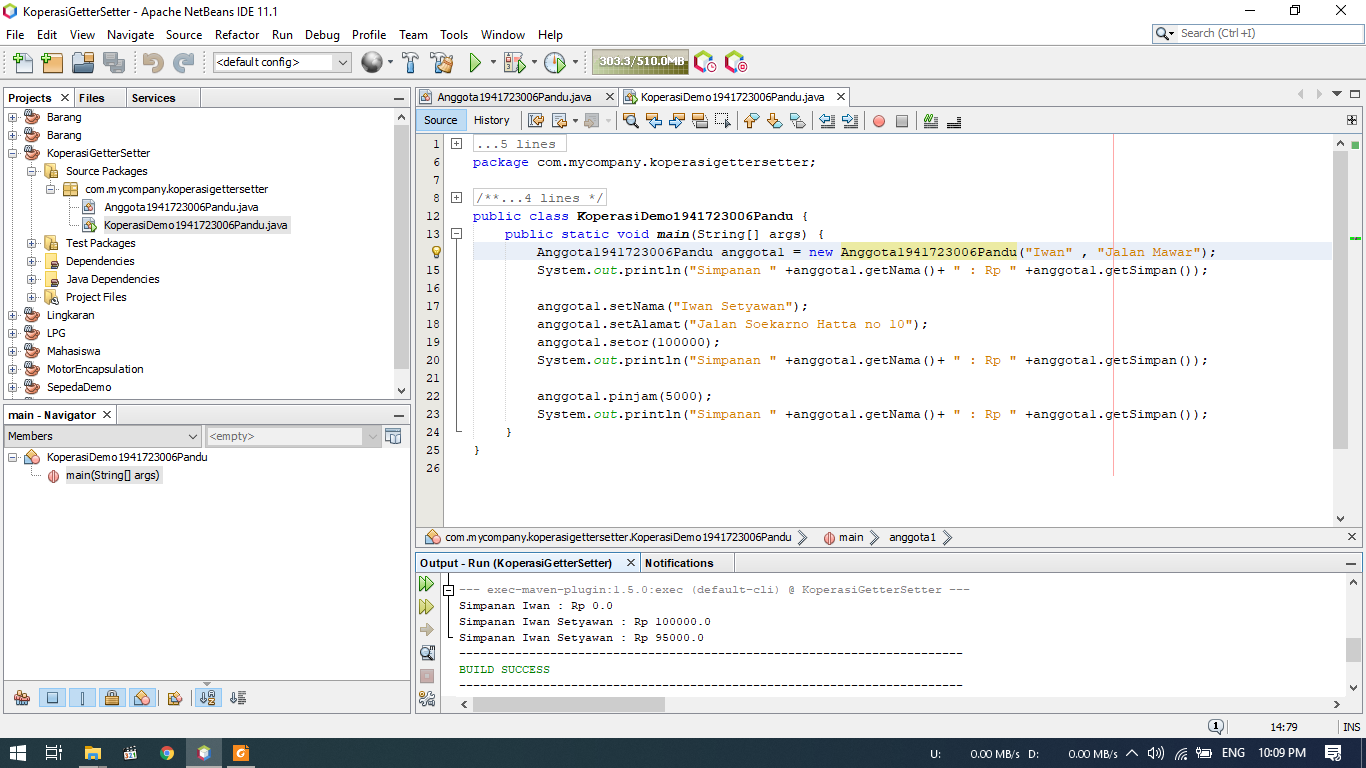 KoperasiGetterSetter - Apache NetBeans IDE 11.1
File Edit View Navigate Source Refactor Run Debug Profile Team Tools Window Help
Search (Ctrl+I)
<default config>
303.3/510.0MB
Projects Files Services
Barang
Barang
KoperasiGetterSetter
Source Packages
com.mycompany.koperasigettersetter
Anggota1941723006Pandu.java
KoperasiDemo1941723006Pandu.java
Test Packages
Dependencies
Java Dependencies
Project Files
Lingkaran
LPG
Mahasiswa
MotorEncapsulation
SepedaDemo
main - Navigator
Members
<empty>
KoperasiDemo1941723006Pandu
main(String[] args)
Anggota1941723006Pandu.java KoperasiDemo1941723006Pandu.java
Source History
1 ...5 lines
6 package com.mycompany.koperasigettersetter;
7
8 /**...4 lines */
12 public class KoperasiDemo1941723006Pandu {
13 public static void main(String[] args) {
Anggota1941723006Pandu anggota1 = new Anggota1941723006Pandu("Iwan" , "Jalan Mawar");
15 System.out.println("Simpanan " +anggota1.getNama()+ " : Rp " +anggota1.getSimpan());
16
17 anggota1.setNama("Iwan Setyawan");
18 anggota1.setAlamat("Jalan Soekarno Hatta no 10");
19 anggota1.setor(100000);
20 System.out.println("Simpanan " +anggota1.getNama()+ " : Rp " +anggota1.getSimpan());
21
22 anggota1.pinjam(5000);
23 System.out.println("Simpanan " +anggota1.getNama()+ " : Rp " +anggota1.getSimpan());
24 }
25 }
26
com.mycompany.koperasigettersetter.KoperasiDemo1941723006Pandu main anggota1
Output - Run (KoperasiGetterSetter) Notifications
--- exec-maven-plugin:1.5.0:exec (default-cli) @ KoperasiGetterSetter ---
Simpanan Iwan : Rp 0.0
Simpanan Iwan Setyawan : Rp 100000.0
Simpanan Iwan Setyawan : Rp 95000.0
------------------------------------------------------------------------
BUILD SUCCESS
------------------------------------------------------------------------
1 14:79 INS
U: 0.00 MB/s D: 0.00 MB/s ENG 10:09 PM